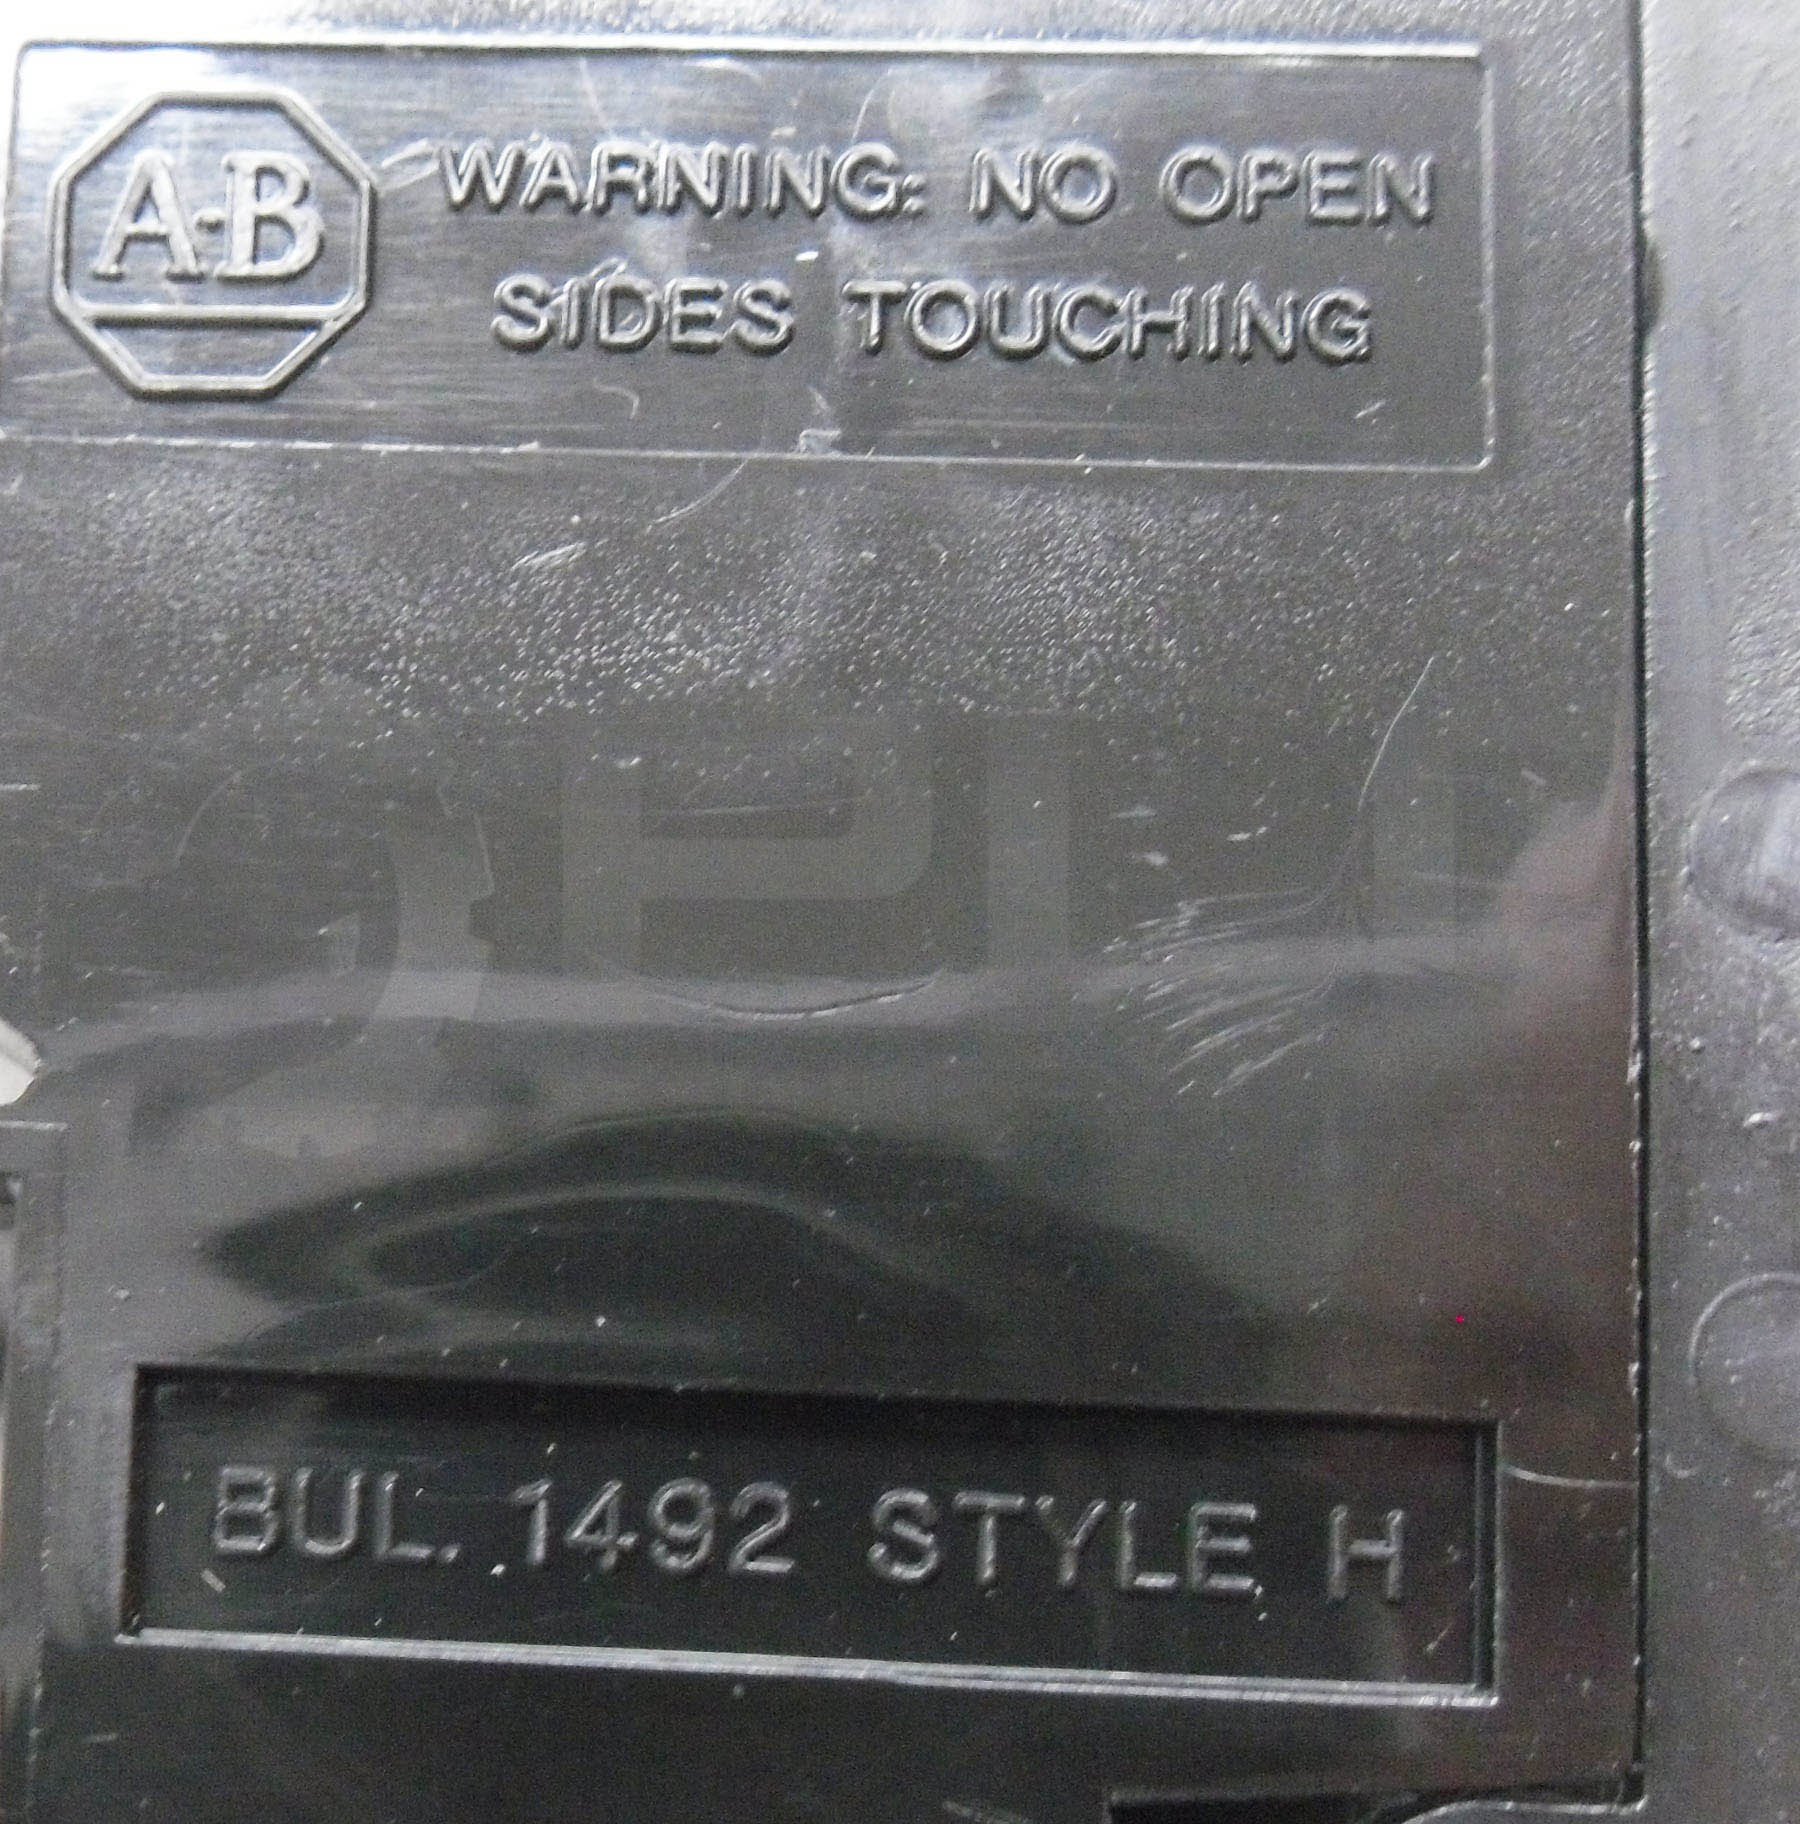 A-B
WARNING: NO OPEN
SIDES TOUCHING
BUL. 1492 STYLE H